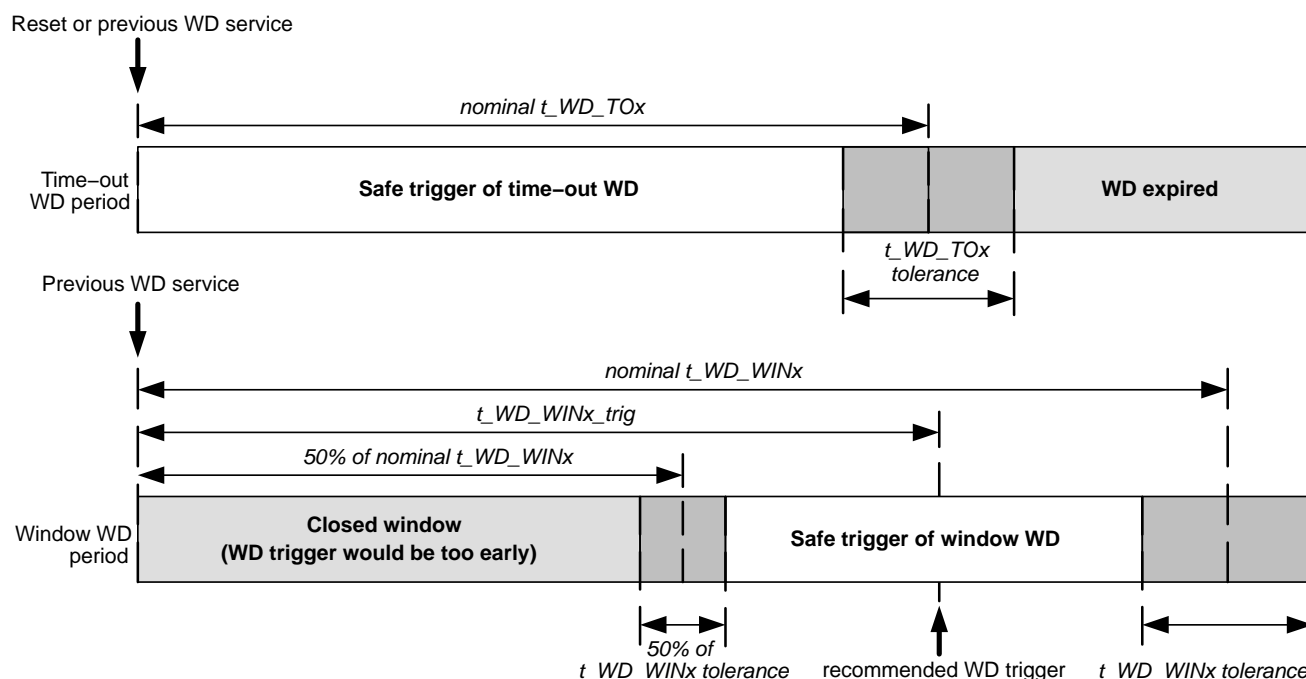 Reset or previous WD service
nominal t_WD_TOx
Time−out
WD period
Safe trigger of time−out WD
WD expired
t_WD_TOx
tolerance
Previous WD service
nominal t_WD_WINx
t_WD_WINx_trig
50% of nominal t_WD_WINx
Window WD
period
Closed window
(WD trigger would be too early)
Safe trigger of window WD
50% of
t_WD_WINx tolerance
recommended WD trigger
t_WD_WINx tolerance